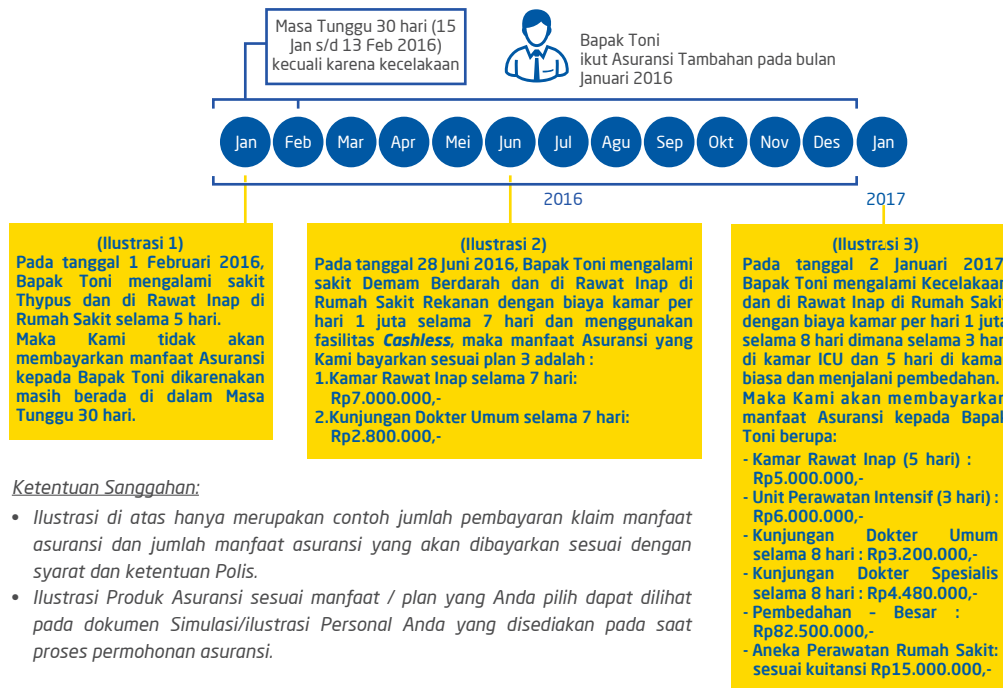 Masa Tunggu 30 hari (15
Jan s/d 13 Feb 2016)
kecuali karena kecelakaan
Bapak Toni
ikut Asuransi Tambahan pada bulan
Januari 2016
Jan Feb Mar Apr Mei Jun Jul Agu Sep Okt Nov Des Jan
2016
2017
(Ilustrasi 1)
Pada tanggal 1 Februari 2016,
Bapak Toni mengalami sakit
Thypus dan di Rawat Inap di
Rumah Sakit selama 5 hari.
Maka Kami tidak akan
membayarkan manfaat Asuransi
kepada Bapak Toni dikarenakan
masih berada di dalam Masa
Tunggu 30 hari.
(Ilustrasi 2)
Pada tanggal 28 Juni 2016, Bapak Toni mengalami
sakit Demam Berdarah dan di Rawat Inap di
Rumah Sakit Rekanan dengan biaya kamar per
hari 1 juta selama 7 hari dan menggunakan
fasilitas Cashless, maka manfaat Asuransi yang
Kami bayarkan sesuai plan 3 adalah :
1.Kamar Rawat Inap selama 7 hari:
Rp7.000.000,-
2.Kunjungan Dokter Umum selama 7 hari:
Rp2.800.000,-
(Ilustrasi 3)
Pada tanggal 2 Januari 2017
Bapak Toni mengalami Kecelakaan
dan di Rawat Inap di Rumah Sakit
dengan biaya kamar per hari 1 juta
selama 8 hari dimana selama 3 hari
di kamar ICU dan 5 hari di kamar
biasa dan menjalani pembedahan.
Maka Kami akan membayarkan
manfaat Asuransi kepada Bapak
Toni berupa:
- Kamar Rawat Inap (5 hari) :
Rp5.000.000,-
- Unit Perawatan Intensif (3 hari) :
Rp6.000.000,-
- Kunjungan Dokter Umum
selama 8 hari : Rp3.200.000,-
- Kunjungan Dokter Spesialis
selama 8 hari : Rp4.480.000,-
- Pembedahan – Besar :
Rp82.500.000,-
- Aneka Perawatan Rumah Sakit:
sesuai kuitansi Rp15.000.000,-
Ketentuan Sanggahan:
• Ilustrasi di atas hanya merupakan contoh jumlah pembayaran klaim manfaat
asuransi dan jumlah manfaat asuransi yang akan dibayarkan sesuai dengan
syarat dan ketentuan Polis.
• Ilustrasi Produk Asuransi sesuai manfaat / plan yang Anda pilih dapat dilihat
pada dokumen Simulasi/ilustrasi Personal Anda yang disediakan pada saat
proses permohonan asuransi.